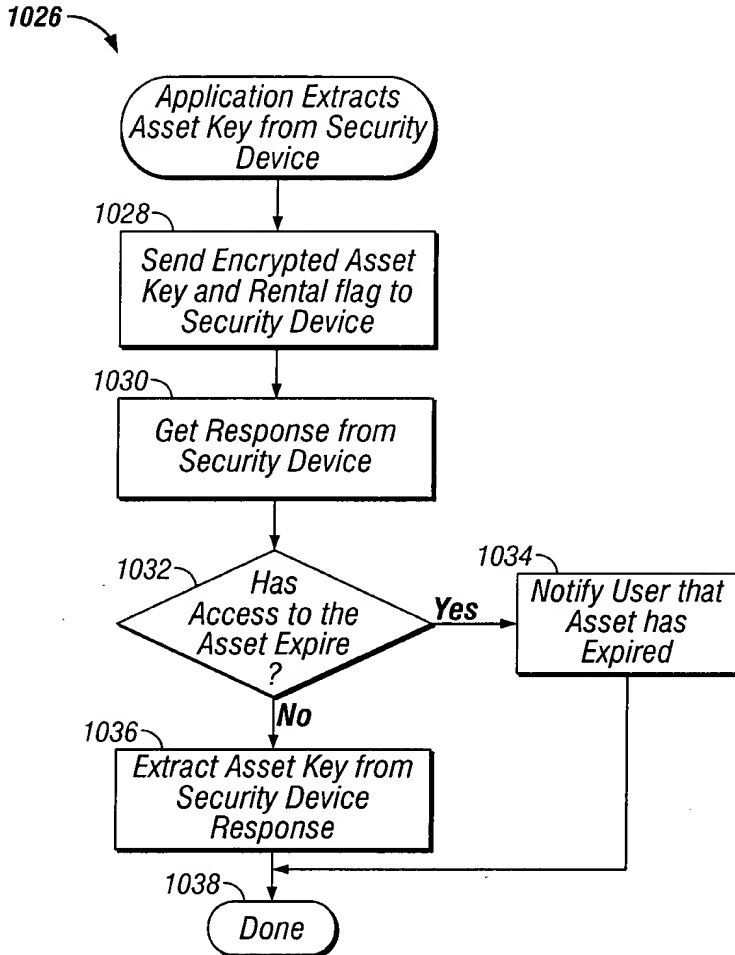 1026
Application Extracts
Asset Key from Security
Device
1028
Send Encrypted Asset
Key and Rental flag to
Security Device
1030
Get Response from
Security Device
1032
Has
Access to the
Asset Expire
?
Yes
1034
Notify User that
Asset has
Expired
No
1036
Extract Asset Key from
Security Device
Response
1038
Done